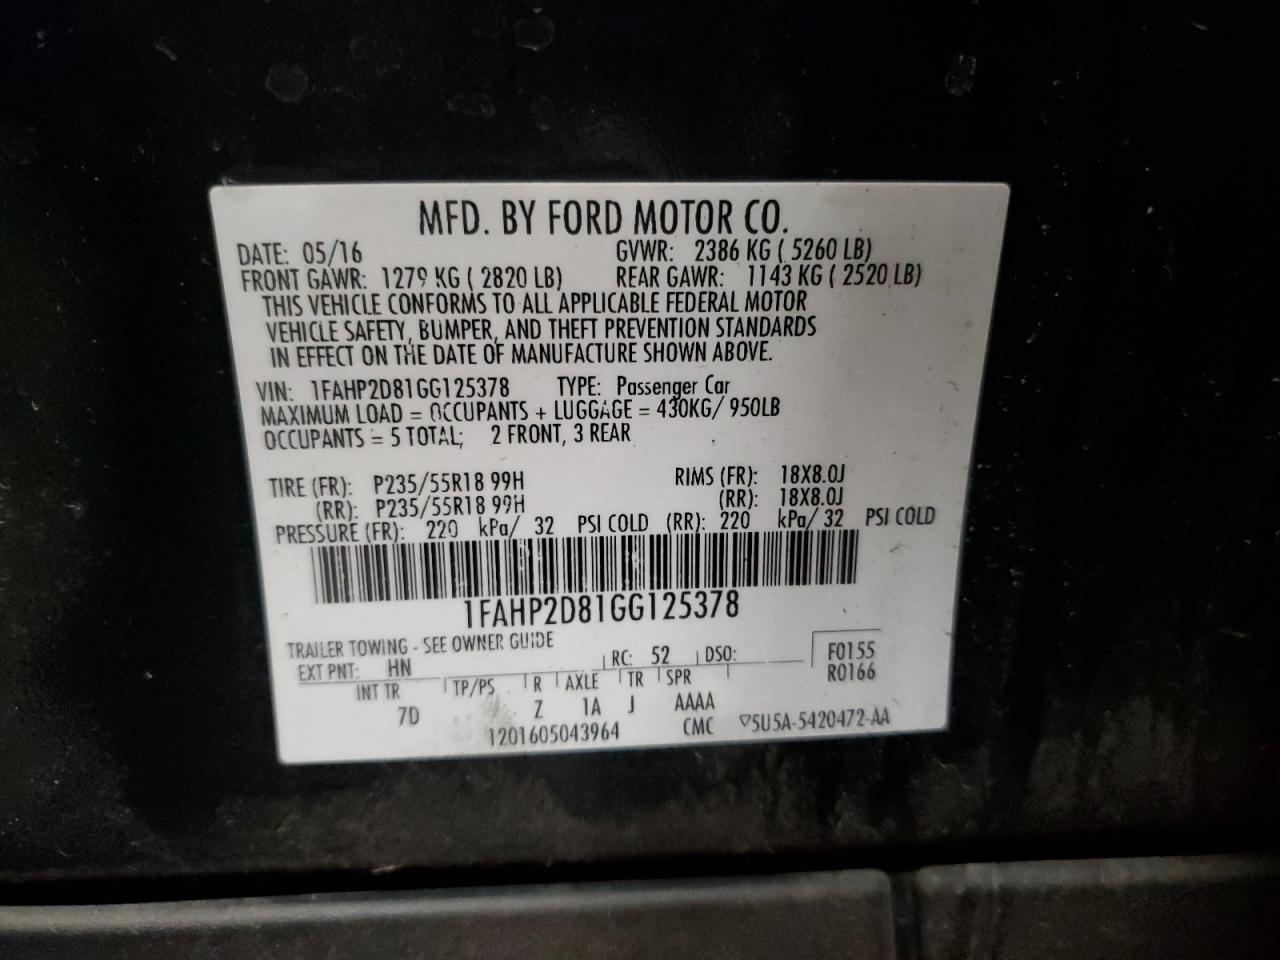 MFD. BY FORD MOTOR CO.
DATE: 05/16 GVWR: 2386 KG ( 5260 LB)
FRONT GAWR: 1279 KG ( 2820 LB) REAR GAWR: 1143 KG ( 2520 LB)
THIS VEHICLE CONFORMS TO ALL APPLICABLE FEDERAL MOTOR
VEHICLE SAFETY, BUMPER, AND THEFT PREVENTION STANDARDS
IN EFFECT ON THE DATE OF MANUFACTURE SHOWN ABOVE.
VIN: 1FAHP2D81GG125378 TYPE: Passenger Car
MAXIMUM LOAD = OCCUPANTS + LUGGAGE = 430KG/ 950LB
OCCUPANTS = 5 TOTAL; 2 FRONT, 3 REAR
TIRE (FR): P235/55R18 99H RIMS (FR): 18X8.0J
(RR): P235/55R18 99H (RR): 18X8.0J
PRESSURE (FR): 220 kPa/ 32 PSI COLD (RR): 220 kPa/ 32 PSI COLD
1FAHP2D81GG125378
TRAILER TOWING - SEE OWNER GUIDE
EXT PNT: HN RC: 52 DSO: F0155
R0166
INT TR TP/PS R AXLE TR SPR
7D Z 1A J AAAA
1201605043964 CMC ▽5U5A-5420472-AA